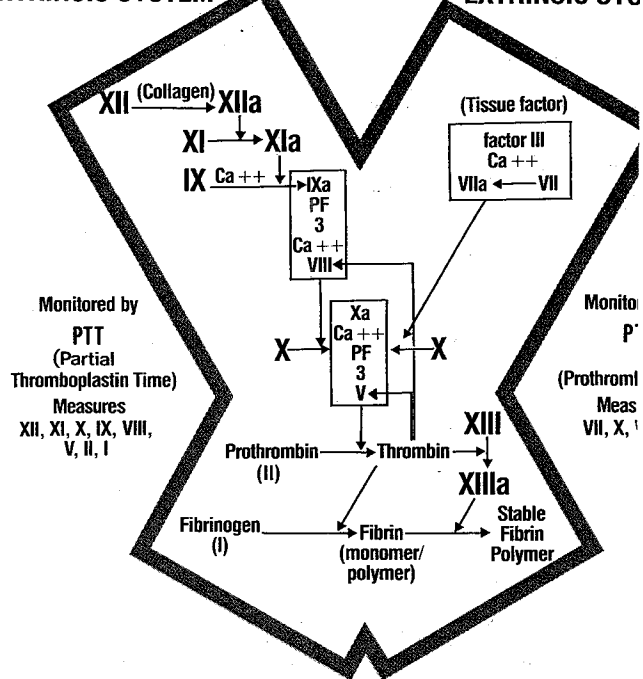 XII (Collagen) XIIa
XI XIa
IX Ca ++ IXa
PF
3
Ca ++
VIII
(Tissue factor)
factor III
Ca ++
VIIa VII
Monitored by
PTT
(Partial
Thromboplastin Time)
Measures
XII, XI, X, IX, VIII,
V, II, I
X
Xa
Ca ++
PF
3
V
X
Prothrombin
(II)
Thrombin
XIII
XIIIa
Fibrinogen
(I)
Fibrin
(monomer/
polymer)
Stable
Fibrin
Polymer
VII, X,